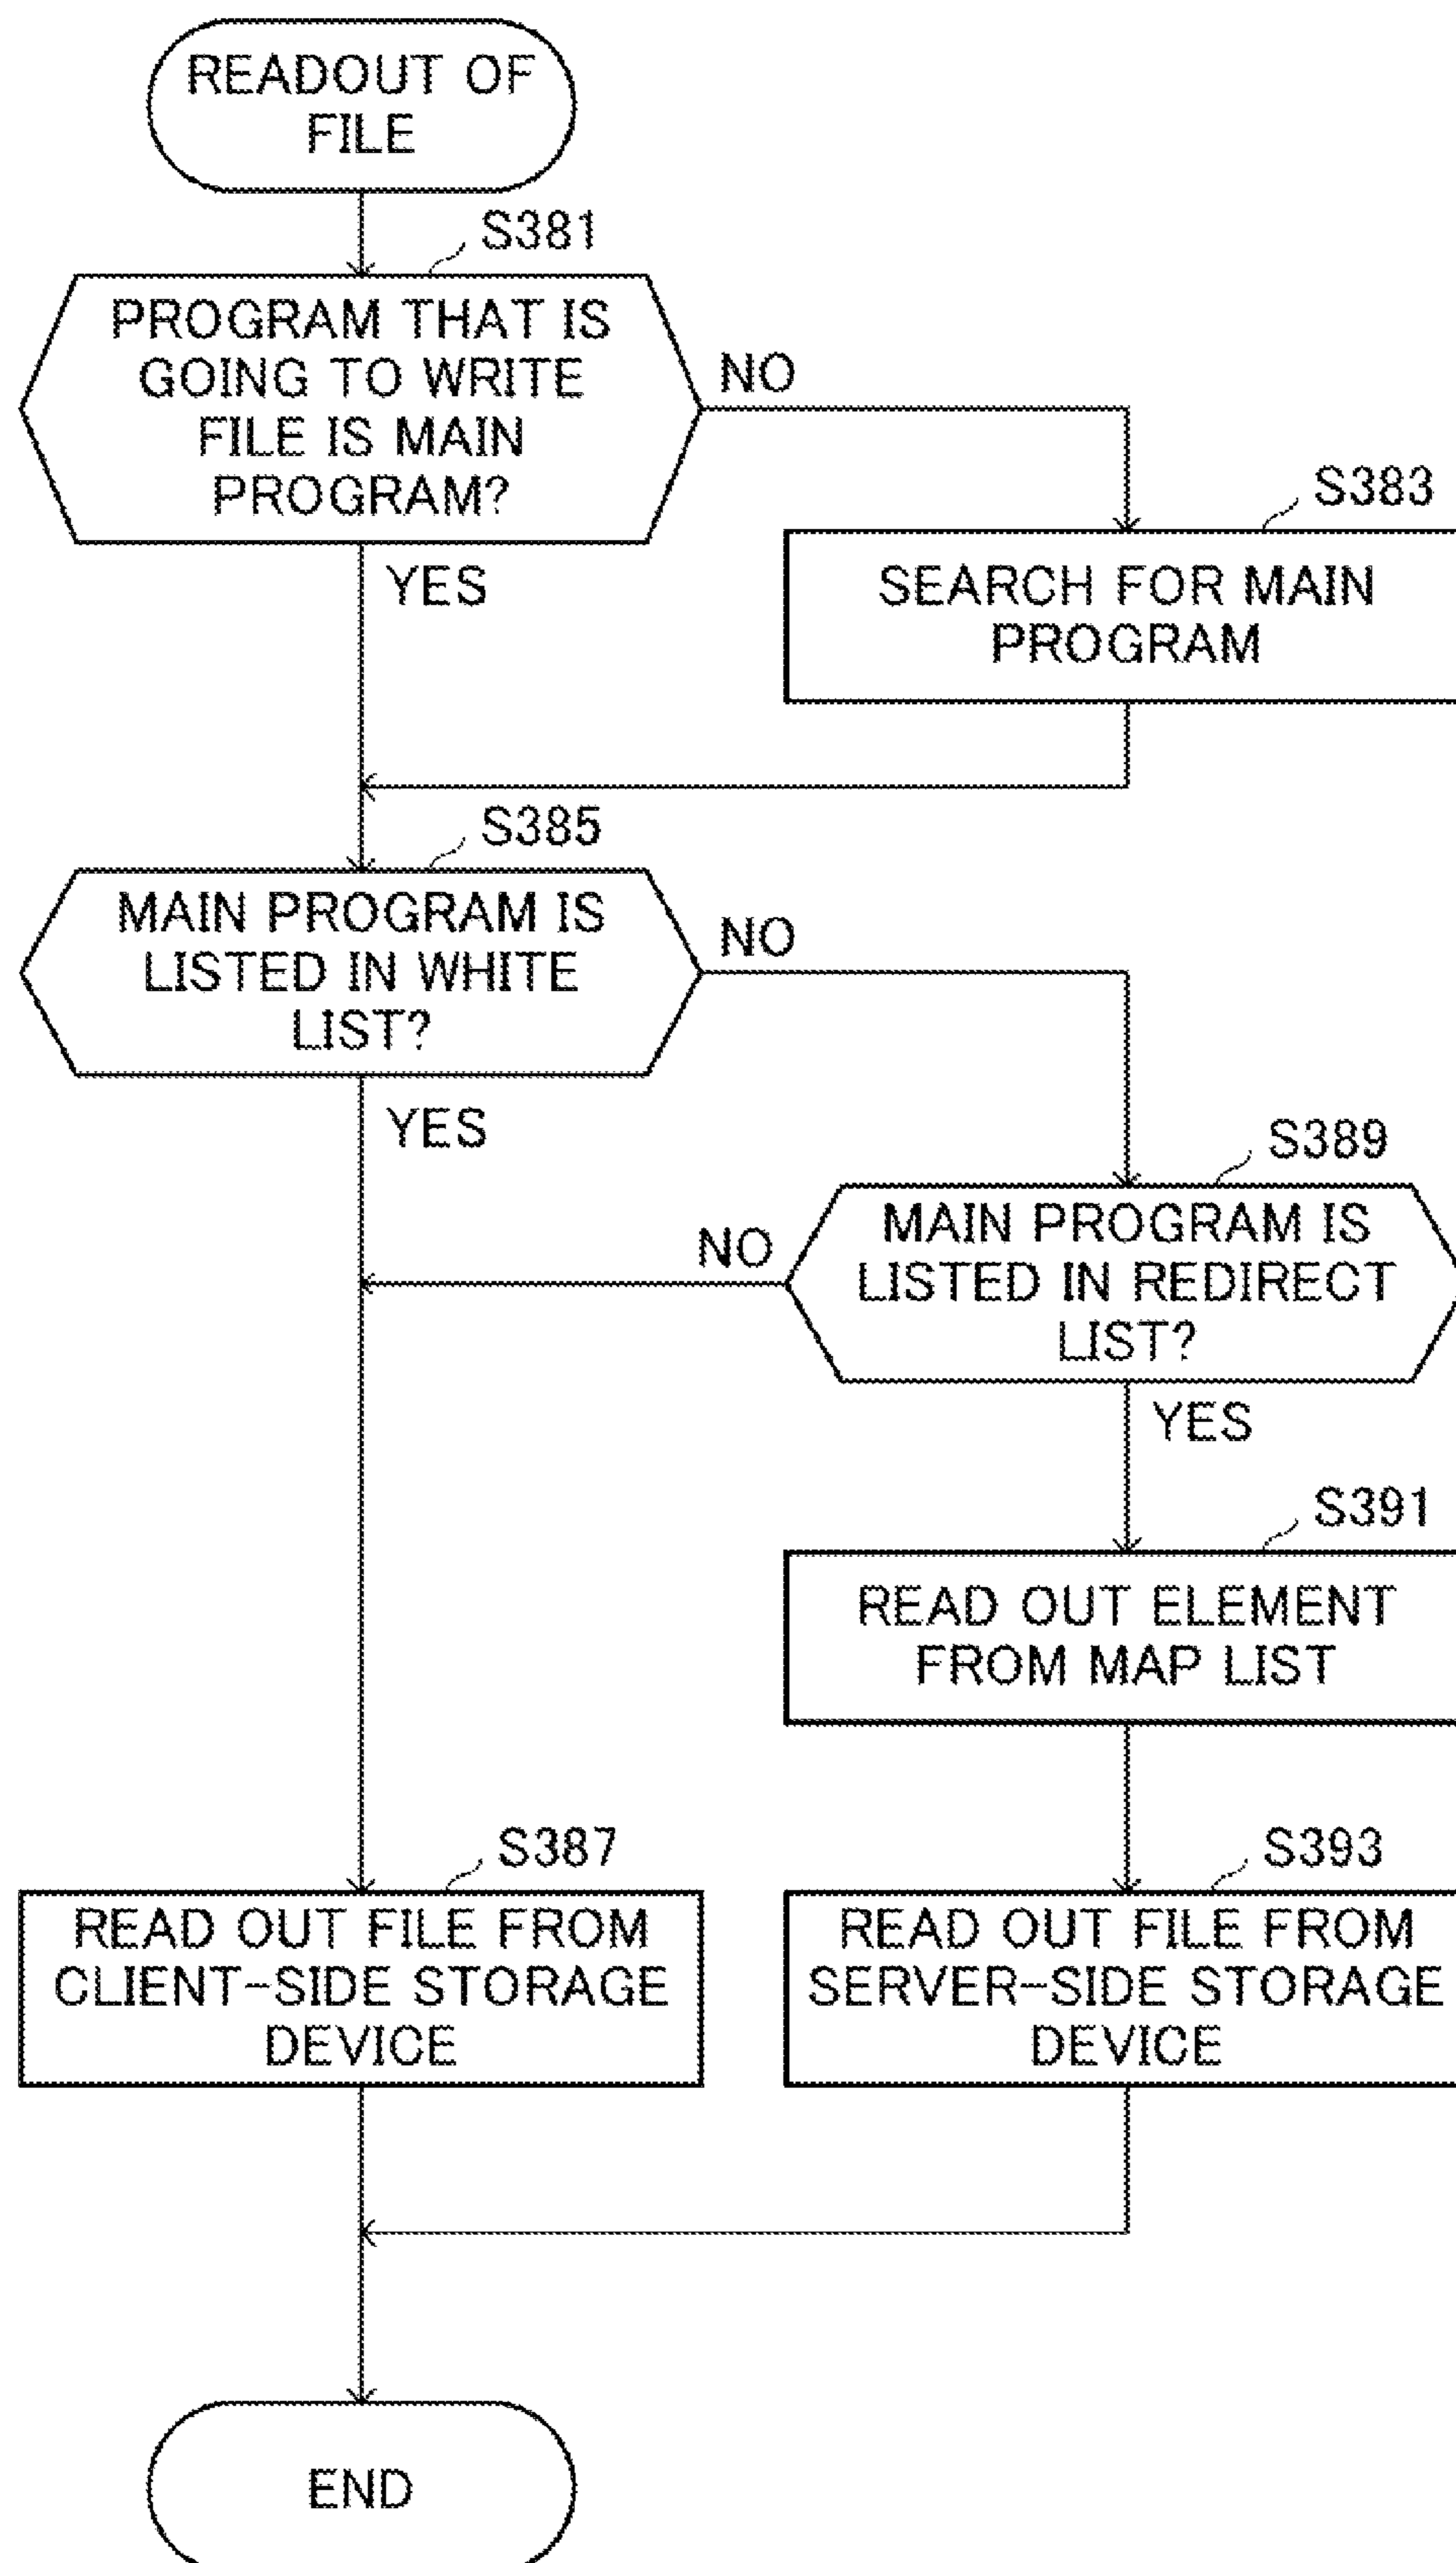 READOUT OF
FILE
S381
PROGRAM THAT IS
GOING TO WRITE
FILE IS MAIN
PROGRAM?
NO
S383
SEARCH FOR MAIN
PROGRAM
YES
S385
MAIN PROGRAM IS
LISTED IN WHITE
LIST?
NO
YES
S389
MAIN PROGRAM IS
LISTED IN REDIRECT
LIST?
NO
YES
S391
READ OUT ELEMENT
FROM MAP LIST
S387
READ OUT FILE FROM
CLIENT-SIDE STORAGE
DEVICE
S393
READ OUT FILE FROM
SERVER-SIDE STORAGE
DEVICE
END